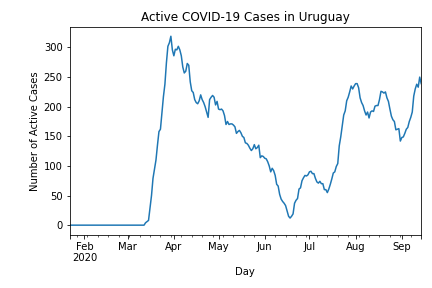 Active COVID-19 Cases in Uruguay
Number of Active Cases
300
250
200
150
100
50
0
Feb Mar Apr May Jun Jul Aug Sep
2020
Day